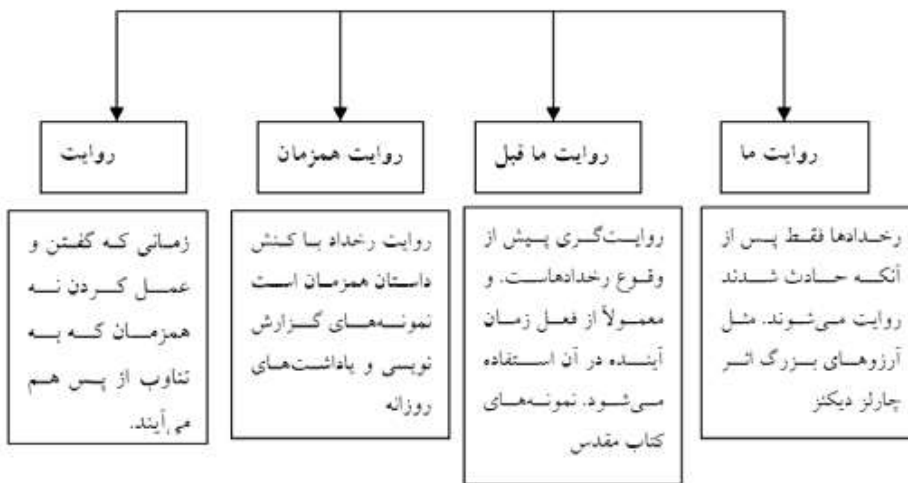 روایت ما
روایت ما قبل
روایت همزمان
روایت
رخدادها فقط پس از
آنکه حادث شدند
روایت می‌شوند. مثل
آرزوهای بزرگ اثر
چارلز دیکنز
روایت‌گری پیش از
وقوع رخدادهاست. و
معمولاً از فعل زمان
آینده در آن استفاده
می‌شود. نمونه‌های
کتاب مقدس
روایت رخداد با کنش
داستان همزمان است
نمونه‌های گزارش
نویسی و یاداشت‌های
روزانه
زمانی که گفتن و
عمل کردن نه
همزمان که به
تناوب از پس هم
می‌آیند.